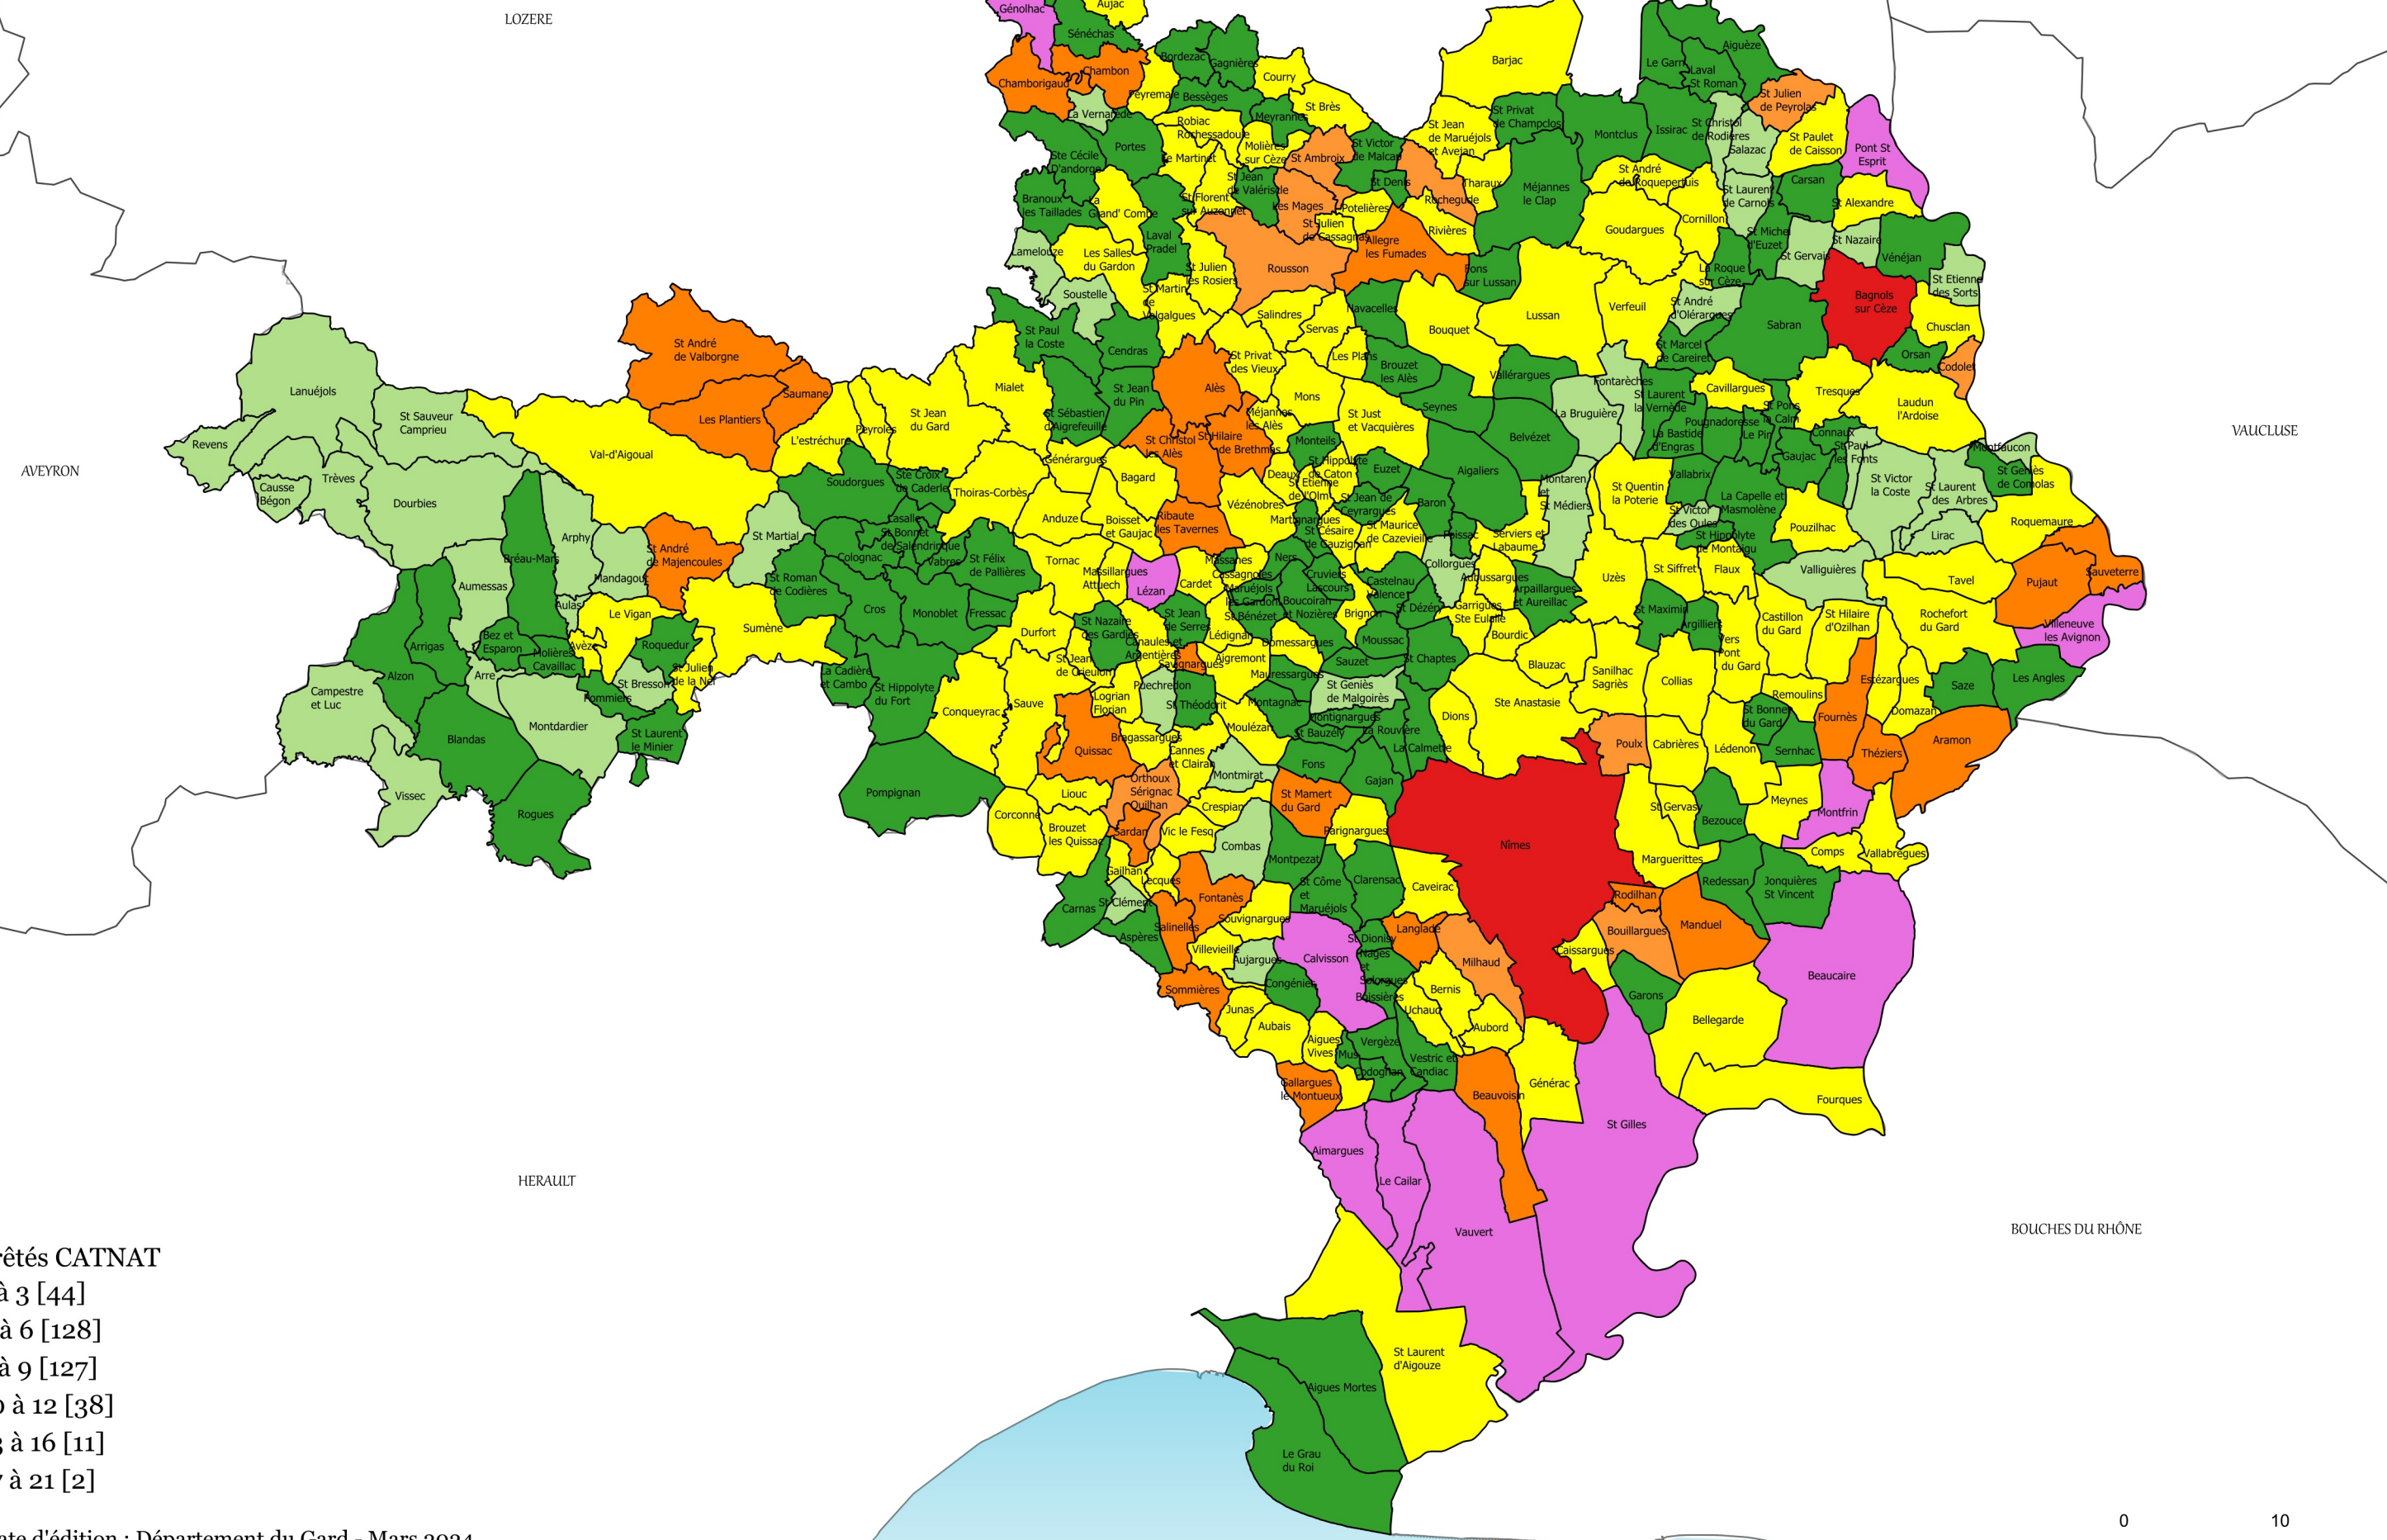 LOZERE
Génolhac
Aujac
Sénéchas
Chambon
Chamborigaud
La Vernarède
Peyremale
Bordezac
Gagnières
Bessèges
Courry
Meyrannes
St Brès
Robiac
Rochessadoule
Molières
sur Cèze
Le Martinet
St Ambroix
St Victor
de Malcap
St Denis
Barjac
St Jean
de Maruéjols
et Avejan
St Privat
de Champclos
Tharaux
Rochegude
Méjannes
le Clap
Montclus
Issirac
Le Garn
Laval
St Roman
Aiguèze
St Julien
de Peyrolas
St Christol
de Rodières
Salazac
St Paulet
de Caisson
Pont St
Esprit
Carsan
St Alexandre
St Laurent
de Carnols
St André
de Roquepertuis
Cornillon
Goudargues
St Michel
d'Euzet
St Gervais
St Nazaire
Vénéjan
St Etienne
des Sorts
La Roque
sur Cèze
St André
d'Olérargues
Sabran
Bagnols
sur Cèze
Chusclan
Orsan
Codolet
Ste Cécile
D'andorge
Portes
Branoux
les Taillades
La
Grand' Combe
St Florent
sur Auzonnet
St Jean
de Valériscle
Les Mages
Potelières
St Julien
de Cassagnas
Rivières
Allegre
les Fumades
Laval
Pradel
Lamelouze
Les Salles
du Gardon
St Julien
les Rosiers
Rousson
Fons
sur Lussan
Soustelle
St Martin
de
Valgalgues
Salindres
Servas
Navacelles
Bouquet
Lussan
Verfeuil
St Marcel
de Careiret
St Paul
la Coste
Cendras
St Privat
des Vieux
Les Plans
Brouzet
les Alès
Vallérargues
Fontarèches
St Laurent
la Vernède
Cavillargues
Tresques
Laudun
l'Ardoise
St André
de Valborgne
Saumane
Les Plantiers
Lanuéjols
St Sauveur
Camprieu
Revens
Trèves
Causse
Bégon
Dourbies
AVEYRON
VAUCLUSE
Val-d'Aigoual
L'estréchure
Peyroles
St Jean
du Gard
Mialet
St Sébastien
d'Aigrefeuille
St Jean
du Pin
Alès
Méjannes
les Alès
Mons
St Just
et Vacquières
Seynes
La Bruguière
Belvézet
Pougnadoresse
La Bastide
d'Engras
Le Pin
St Pons
la Calm
Connaux
Gaujac
St Paul
les Fonts
Montfaucon
St Geniès
de Comolas
St Christol
les Alès
St Hilaire
de Brethmas
Monteils
Deaux
St Hippolyte
de Caton
St Etienne
de l'Olm
Euzet
St Jean de
Ceyrargues
Aigaliers
Baron
Générargues
Bagard
Soudorgues
Ste Croix
de Caderle
Thoiras-Corbès
Anduze
Boisset
et Gaujac
Ribaute
les Tavernes
Vézénobres
Martignargues
St Césaire
de Gauzignan
St Maurice
de Cazevieille
Foissac
Serviers et
Labaume
Montaren
et
St Médiers
St Quentin
la Poterie
Vallabrix
St Victor
des Oules
La Capelle et
Masmolène
St Hippolyte
de Montaigu
Pouzilhac
St Victor
la Coste
St Laurent
des Arbres
Lirac
Roquemaure
Lasalle
St Bonnet
de Salendrinque
Colognac
Vabres
St Félix
de Pallières
Tornac
Massillargues
Attuech
Lézan
Cardet
Massanes
Cassagnoles
Maruéjols
les Gardon
Ners
Cruviers
Lascours
Boucoiran
et Nozières
Castelnau
Valence
Brignon
St Dézéry
Collorgues
Aubussargues
Garrigues
Ste Eulalie
Arpaillargues
et Aureillac
Uzès
St Siffret
Flaux
Valliguières
Tavel
Pujaut
Sauveterre
Villeneuve
les Avignon
St Martial
St André
de Majencoules
Arphy
Bréau-Mars
Mandagout
Aumessas
Aulas
Le Vigan
Sumène
St Roman
de Codières
Cros
Monoblet
Fressac
Durfort
St Nazaire
des Gardies
St Jean
de Serres
St Bénézet
Lédignan
Canaules et
Argentières
Savignargues
Aigremont
Domessargues
Moussac
Sauzet
St Chaptes
Bourdic
Blauzac
Sanilhac
Sagriès
St Maximin
Argilliers
Vers
Pont
du Gard
Castillon
du Gard
St Hilaire
d'Ozilhan
Rochefort
du Gard
Estézargues
Saze
Les Angles
Arrigas
Bez et
Esparon
Molières
Cavaillac
Avèze
Roquedur
St Julien
de la Nef
St Bresson
Pommiers
Alzon
Arre
Campestre
et Luc
Montdardier
Blandas
St Laurent
le Minier
Vissec
Rogues
La Cadière
et Cambo
St Hippolyte
du Fort
Conqueyrac
Sauve
St Jean
de Crieulon
Logrian
Florian
Puechredon
St Théodorit
Mauressargues
Montagnac
St Geniès
de Malgoirès
Montignargues
St Bauzély
La Rouvière
La Calmette
Dions
Ste Anastasie
Collias
Remoulins
St Bonnet
du Gard
Fournès
Domazan
Théziers
Aramon
Pompignan
Quissac
Bragassargues
Moulézan
Cannes
et Clairan
Montmirat
Fons
Gajan
Poulx
Cabrières
Lédenon
Sernhac
Meynes
Montfrin
Corconne
Liouc
Brouzet
les Quissac
Orthoux
Sérignac
Quilhan
Sardan
Vic le Fesq
Crespian
St Mamert
du Gard
Parignargues
Nîmes
St Gervasy
Bezouce
Marguerittes
Comps
Vallabrègues
Combas
Montpezat
Gailhan
Lecques
Carnas
St Clément
Fontanès
St Côme
et
Maruéjols
Clarensac
Caveirac
Rodilhan
Redessan
Jonquières
St Vincent
Manduel
Bouillargues
Aspères
Salinelles
Souvignargues
Villevieille
Aujargues
Calvisson
St Dionisy
Nages
et
Solorgues
Langlade
Milhaud
Caissargues
Garons
Beaucaire
Sommières
Congénies
Boissières
Bernis
Uchaud
Aubord
Junas
Aubais
Aigues
Vives
Mus
Vergèze
Codognan
Vestric et
Candiac
Bellegarde
Générac
Beauvoisin
Gallargues
le Montueux
Fourques
St Gilles
Aimargues
Le Cailar
Vauvert
HERAULT
BOUCHES DU RHÔNE
St Laurent
d'Aigouze
Aigues Mortes
Le Grau
du Roi
rêtés CATNAT
à 3 [44]
à 6 [128]
à 9 [127]
à 12 [38]
à 16 [11]
à 21 [2]
ate d'édition : Département du Gard - Mars 2024
0 10